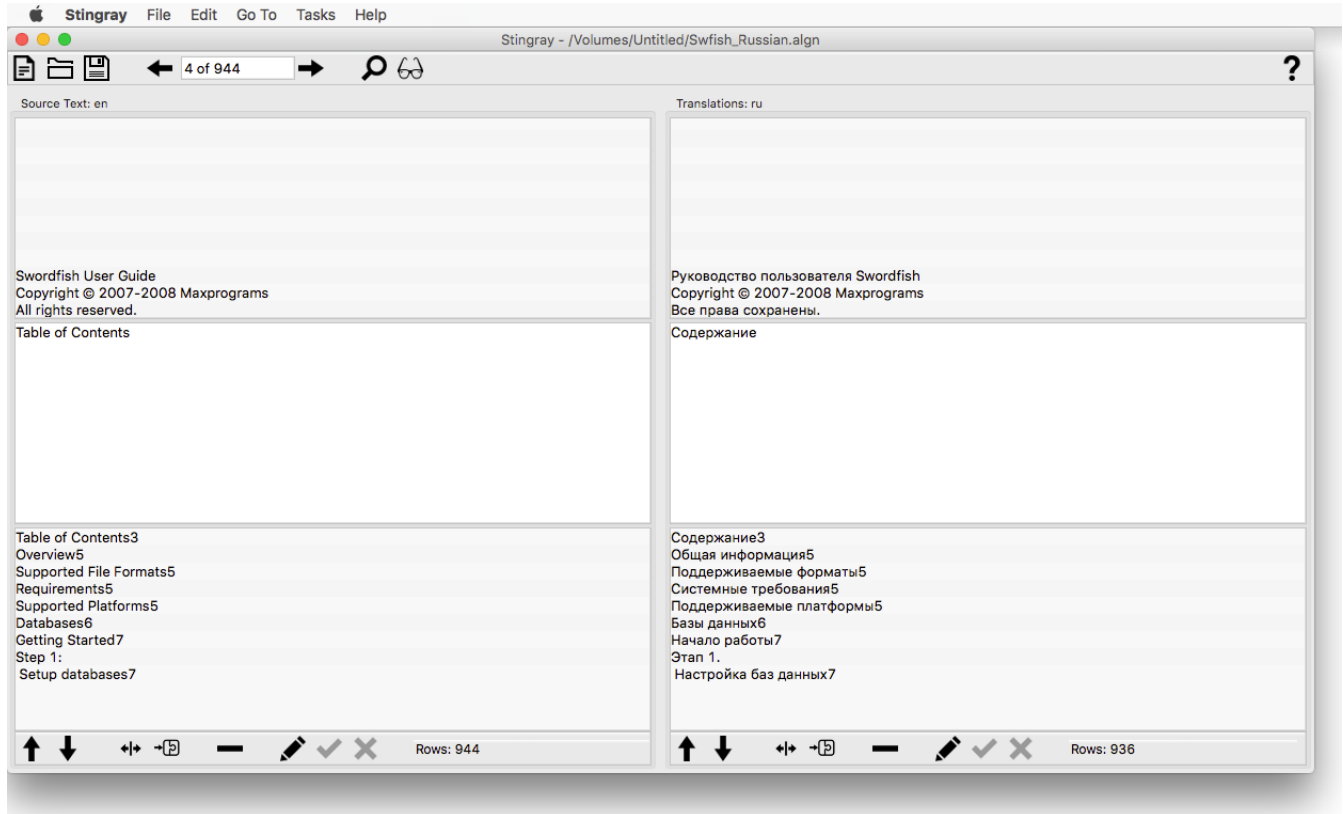 Stingray File Edit Go To Tasks Help
Stingray - /Volumes/Untitled/Swfish_Russian.algn
4 of 944
?
Source Text: en
Swordfish User Guide
Copyright © 2007-2008 Maxprograms
All rights reserved.
Table of Contents
Table of Contents3
Overview5
Supported File Formats5
Requirements5
Supported Platforms5
Databases6
Getting Started7
Step 1:
Setup databases7
Rows: 944
Translations: ru
Руководство пользователя Swordfish
Copyright © 2007-2008 Maxprograms
Все права сохранены.
Содержание
Содержание3
Общая информация5
Поддерживаемые форматы5
Системные требования5
Поддерживаемые платформы5
Базы данных6
Начало работы7
Этап 1.
Настройка баз данных7
Rows: 936